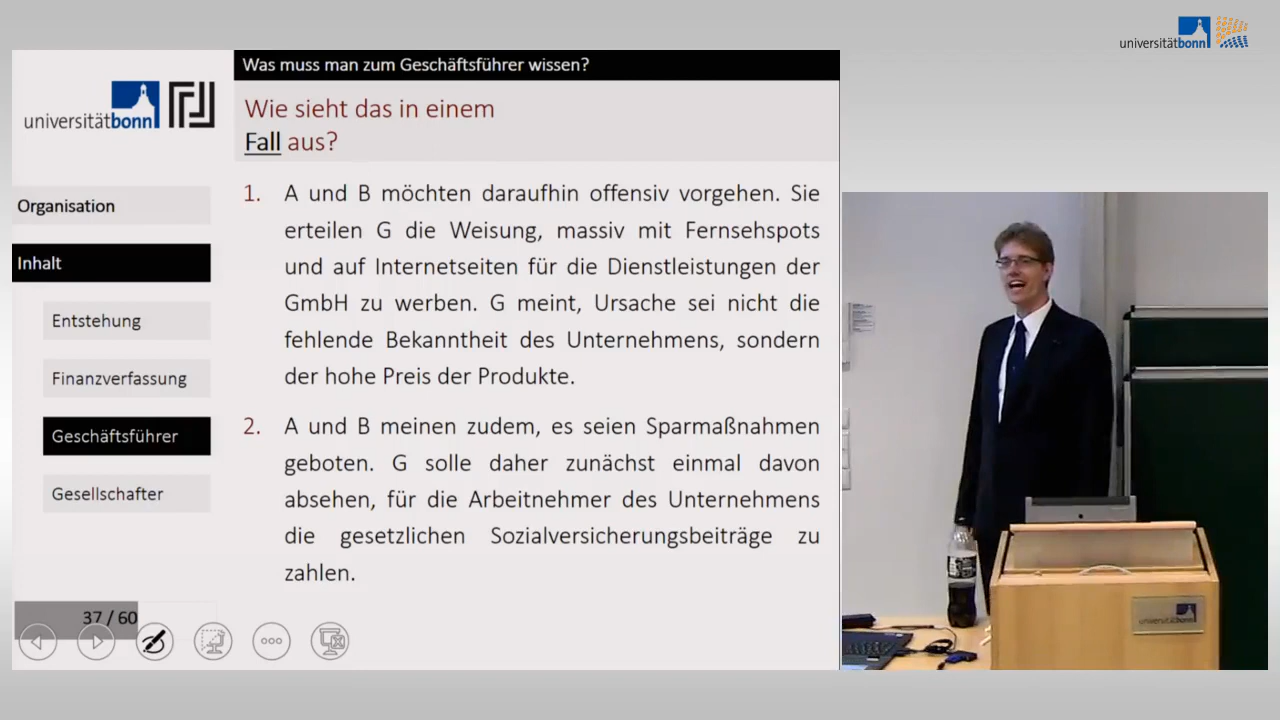 universitätbonn
Was muss man zum Geschäftsführer wissen?
universitätbonn
Wie sieht das in einem
Fall aus?
Organisation
Inhalt
Entstehung
Finanzverfassung
Geschäftsführer
Gesellschafter
1. A und B möchten daraufhin offensiv vorgehen. Sie
erteilen G die Weisung, massiv mit Fernsehspots
und auf Internetseiten für die Dienstleistungen der
GmbH zu werben. G meint, Ursache sei nicht die
fehlende Bekanntheit des Unternehmens, sondern
der hohe Preis der Produkte.
2. A und B meinen zudem, es seien Sparmaßnahmen
geboten. G solle daher zunächst einmal davon
absehen, für die Arbeitnehmer des Unternehmens
die gesetzlichen Sozialversicherungsbeiträge zu
zahlen.
37 / 60
universitätbonn